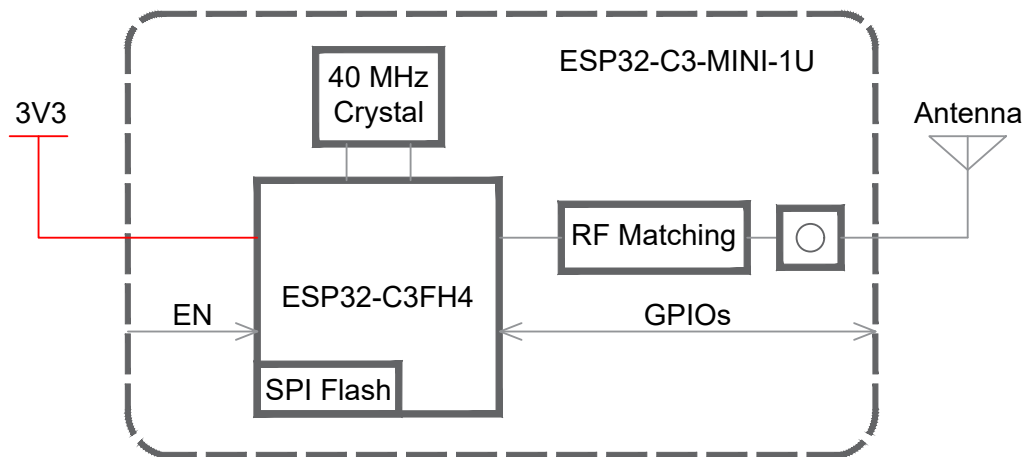 ESP32-C3-MINI-1U
40 MHz
Crystal
3V3
Antenna
RF Matching
ESP32-C3FH4
EN
GPIOs
SPI Flash